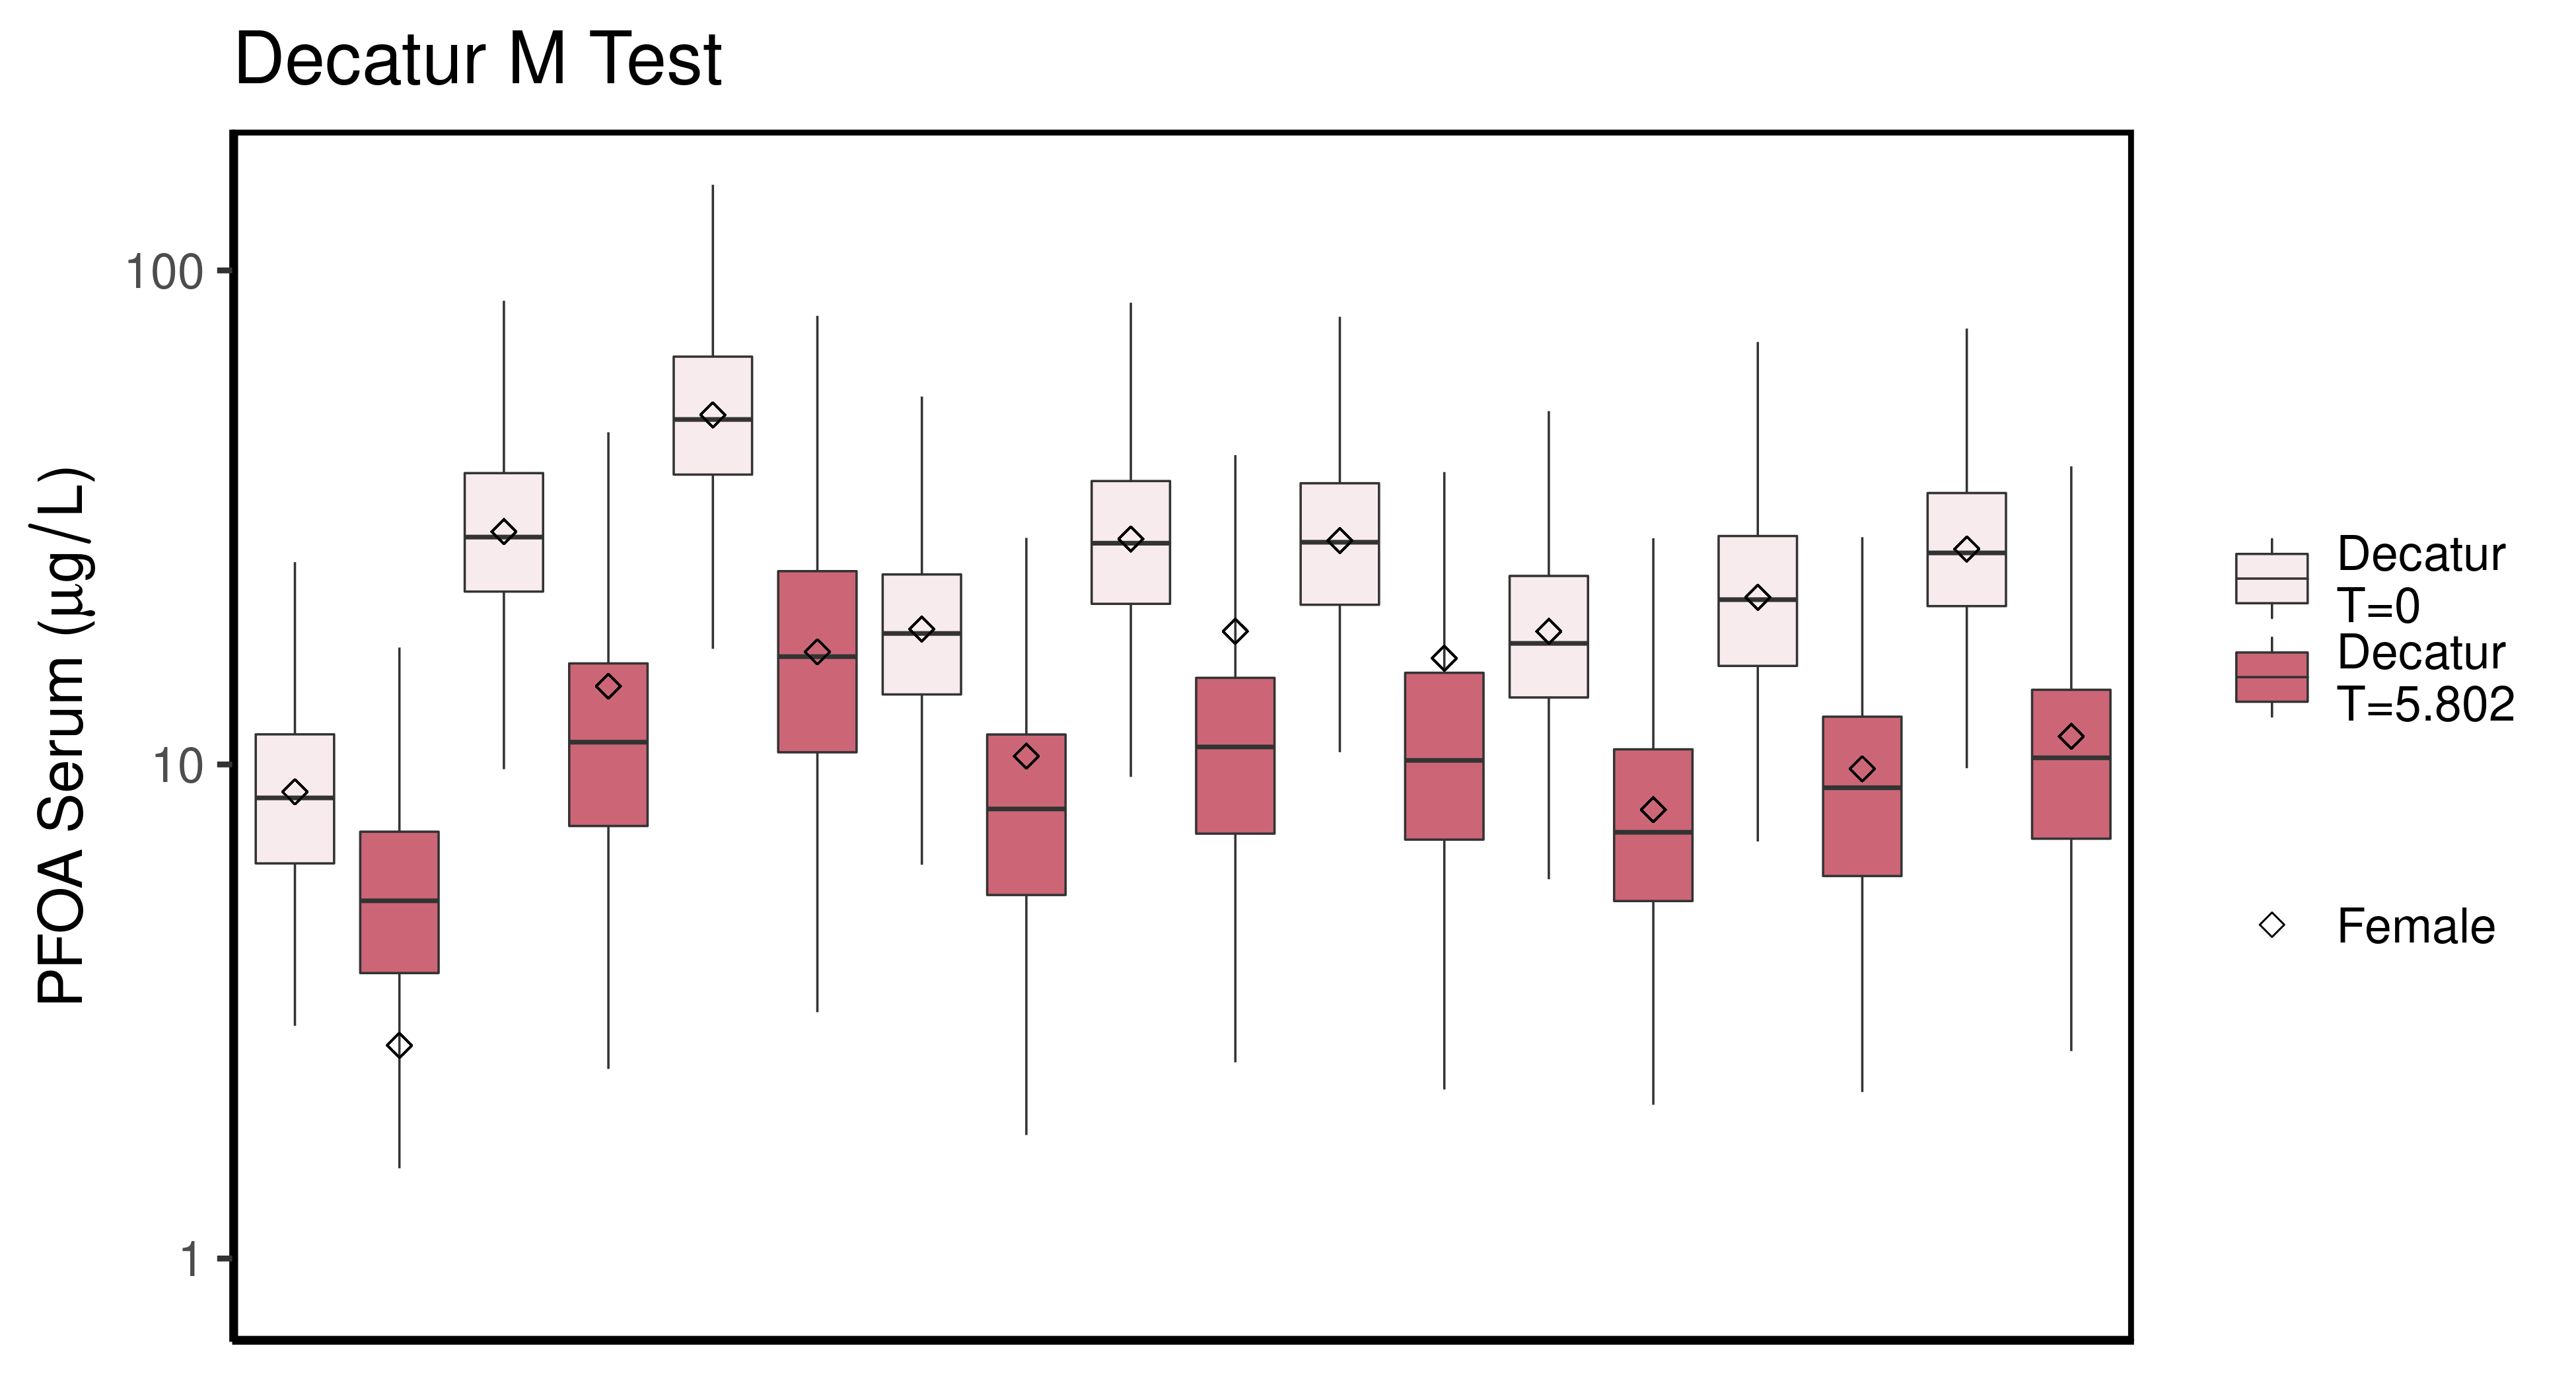 Decatur M Test
PFOA Serum (μg/L)
100
10
1
Decatur
T=0
Decatur
T=5.802
Female